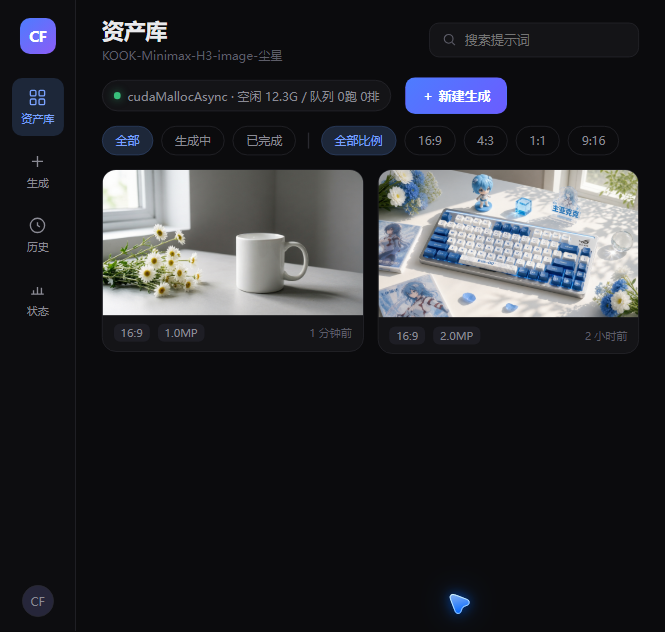 CF
资产库
生成
历史
状态
CF
资产库
KOOK-Minimax-H3-image-尘星
搜索提示词
cudaMallocAsync · 空闲 12.3G / 队列 0跑 0排
+ 新建生成
全部 生成中 已完成 全部比例 16:9 4:3 1:1 9:16
16:9 1.0MP 1 分钟前
16:9 2.0MP 2 小时前